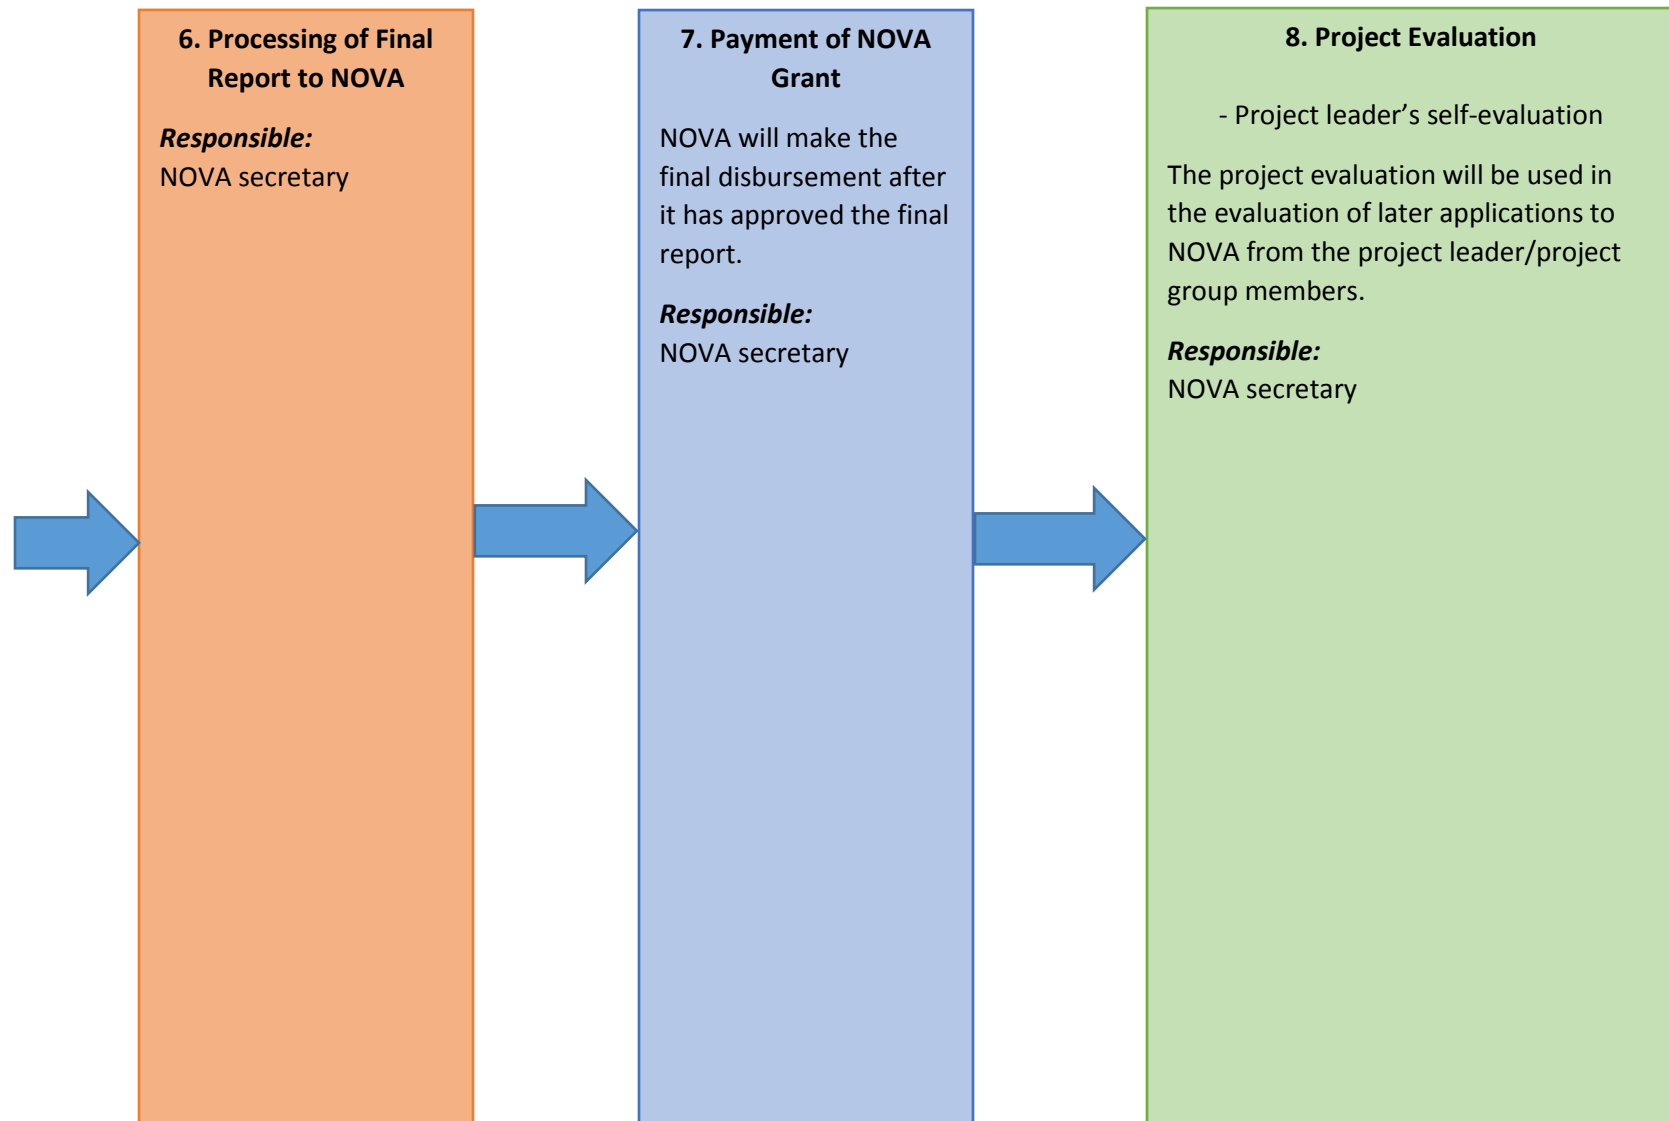 6. Processing of Final
Report to NOVA
Responsible:
NOVA secretary
7. Payment of NOVA
Grant
NOVA will make the
final disbursement after
it has approved the final
report.
Responsible:
NOVA secretary
8. Project Evaluation
- Project leader’s self-evaluation
The project evaluation will be used in
the evaluation of later applications to
NOVA from the project leader/project
group members.
Responsible:
NOVA secretary